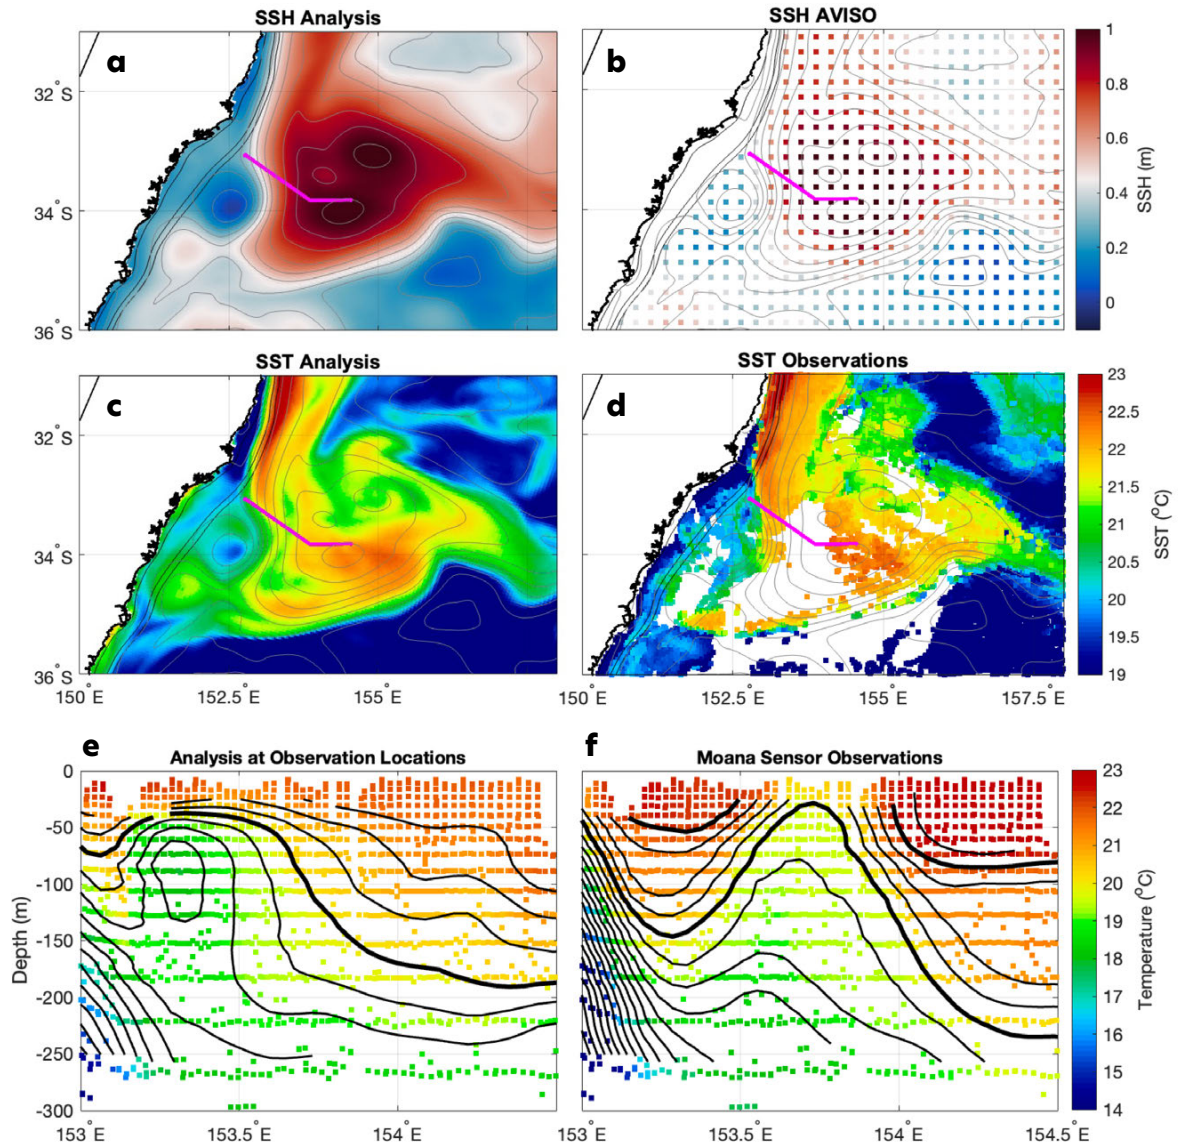 SSH Analysis
SSH AVISO
a
b
1
0.8
0.6
0.4
0.2
0
SSH (m)
32°S
34°S
36°S
SST Analysis
SST Observations
c
d
23
22.5
22
21.5
21
20.5
20
19.5
19
SST (°C)
32°S
34°S
36°S
150°E
152.5°E
155°E
150°E
152.5°E
155°E
157.5°E
e
f
Analysis at Observation Locations
Moana Sensor Observations
0
-50
-100
-150
-200
-250
-300
Depth (m)
23
22
21
20
19
18
17
16
15
14
Temperature (°C)
153°E
153.5°E
154°E
153°E
153.5°E
154°E
154.5°E